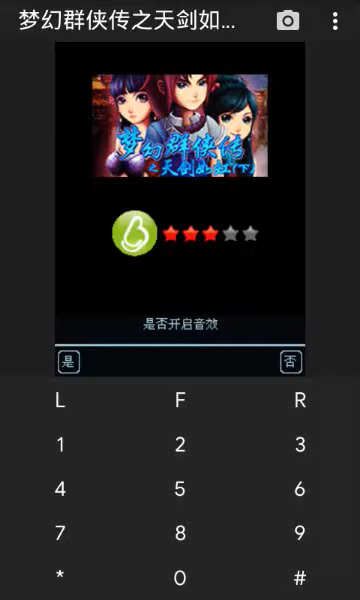 梦幻群侠传之天剑如...
梦幻群侠传
之天剑如虹(下)
是否开启音效
是 否
L F R
1 2 3
4 5 6
7 8 9
* 0 #